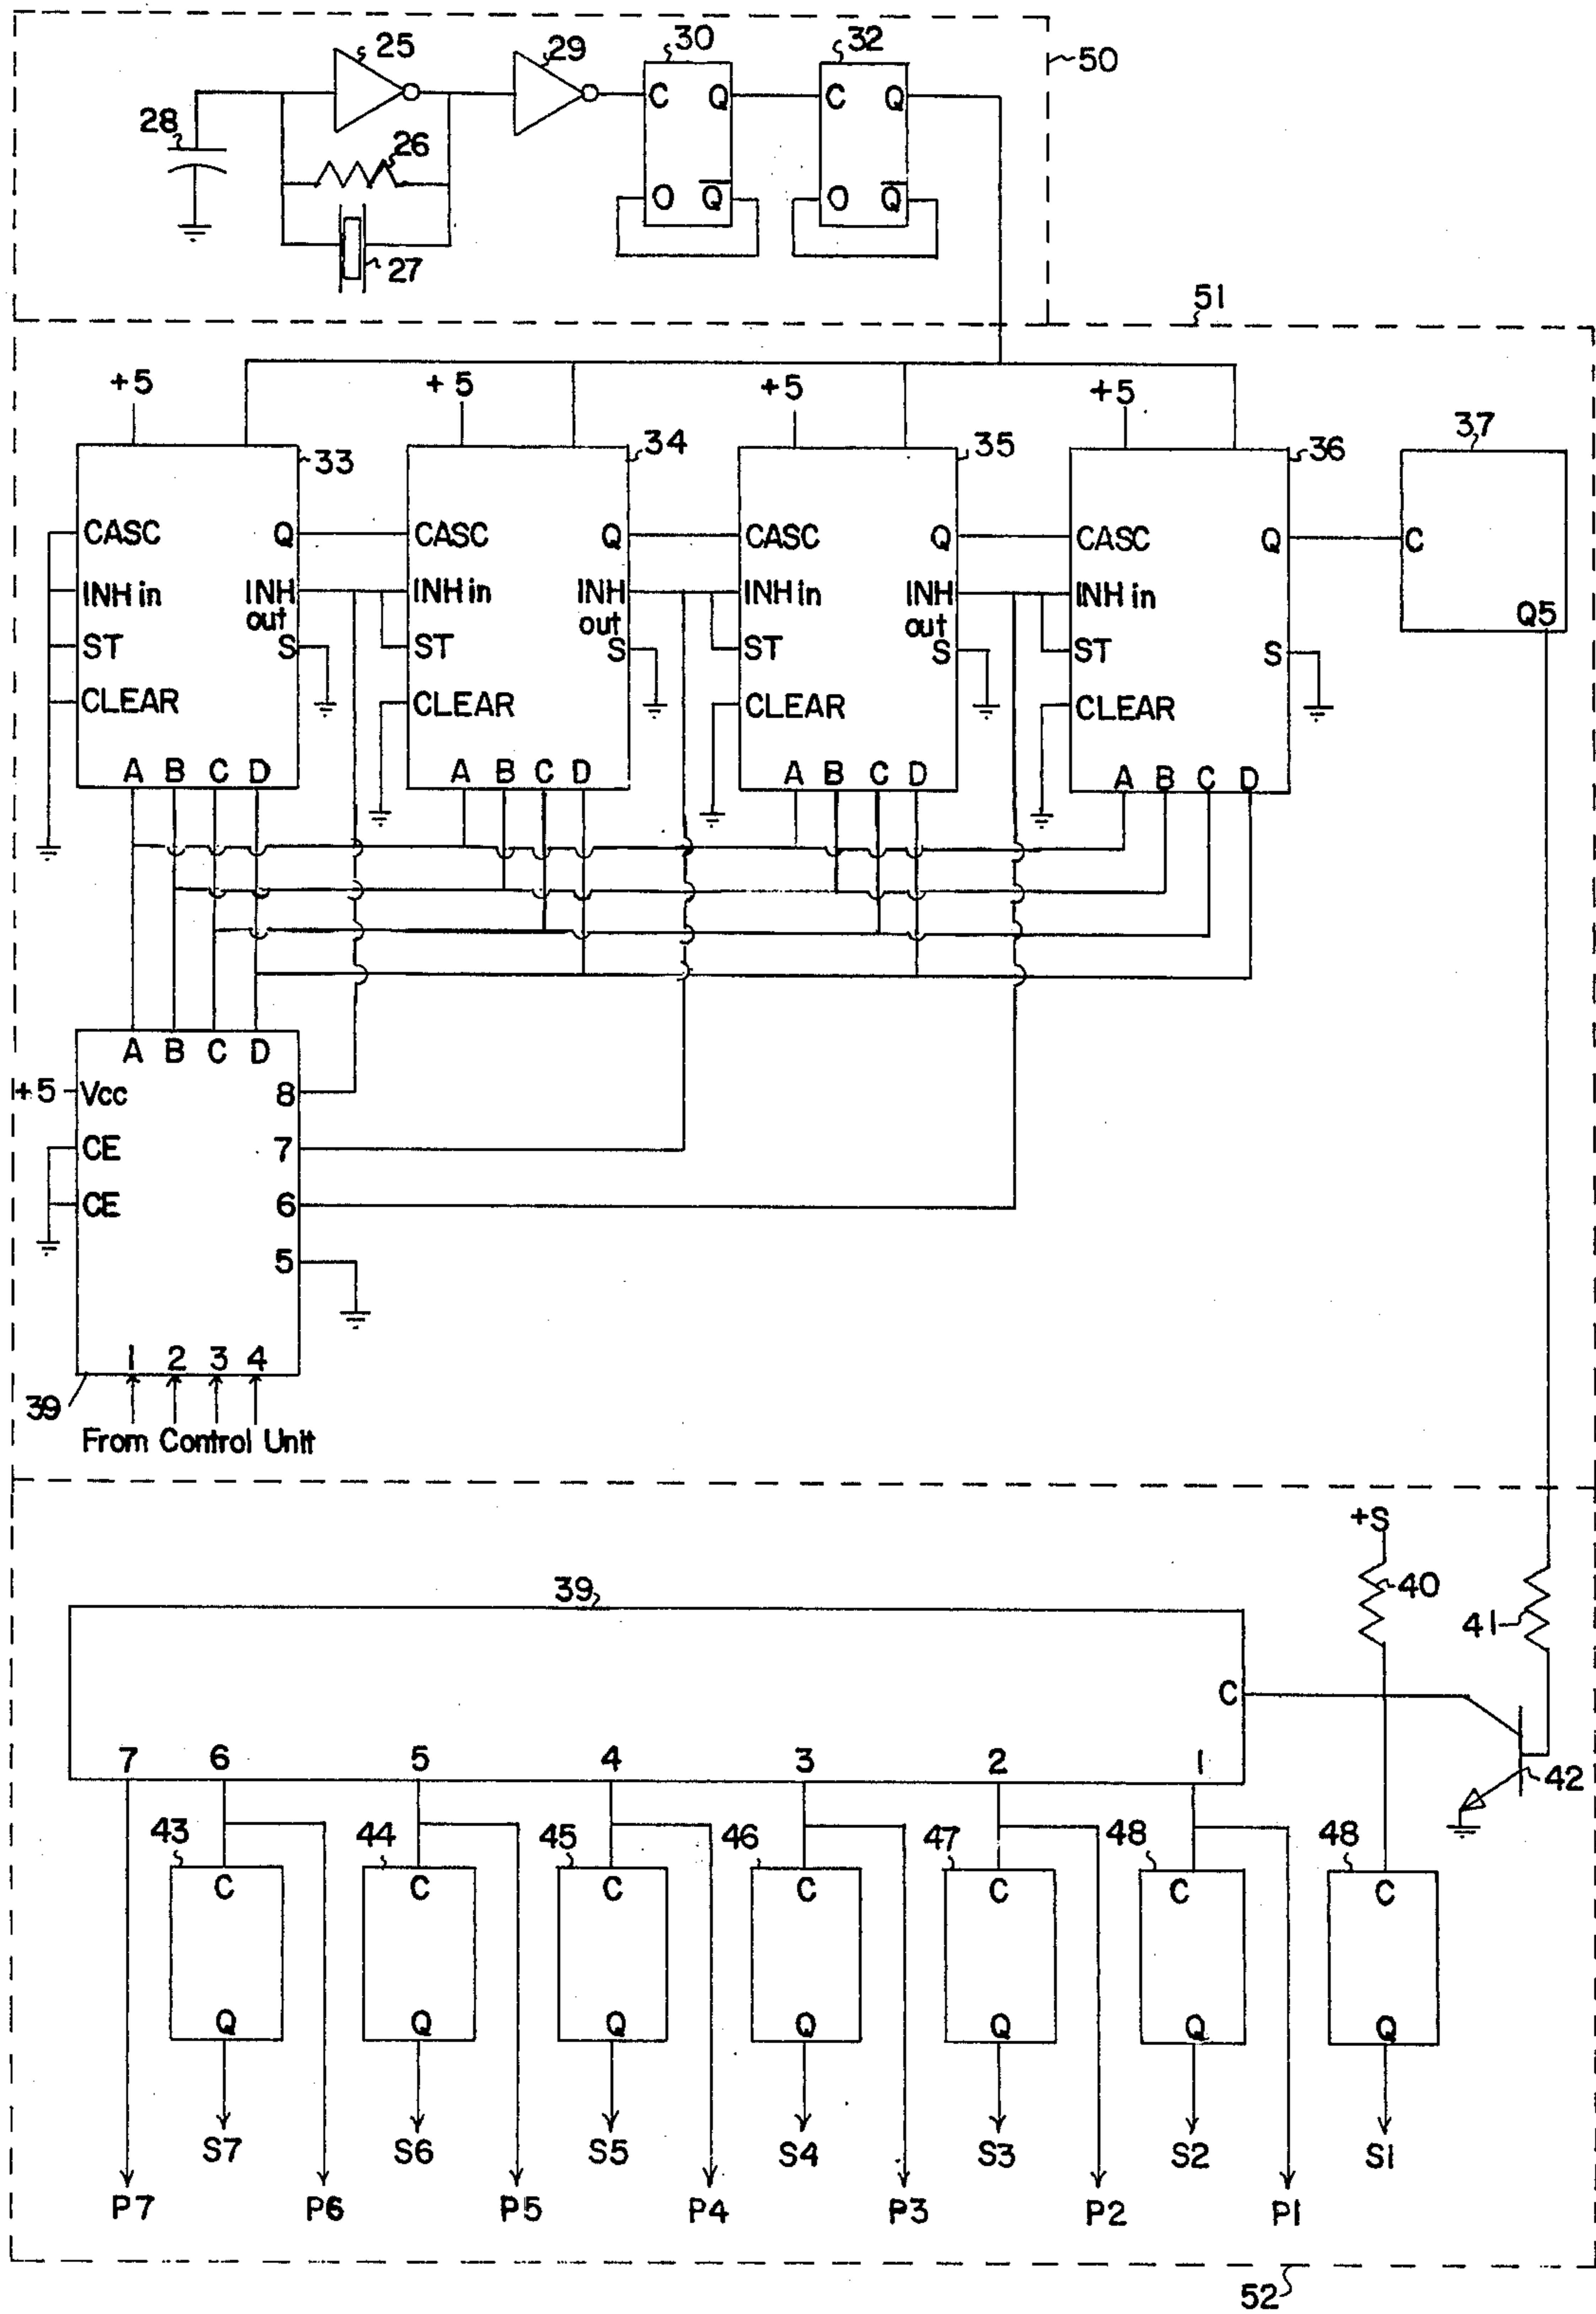 25 29 30 32 50
28
C Q C Q
26
O Q̅ O Q̅
27
51
+5 +5 +5 +5
33 34 35 36 37
CASC Q CASC Q CASC Q CASC Q C
INH in INH out INH in INH out INH in INH out INH in
Q5
ST S ST S ST S ST S
CLEAR CLEAR CLEAR CLEAR
A B C D A B C D A B C D A B C D
A B C D
+5 Vcc 8
CE 7
CE 6
5
1 2 3 4
39
From Control Unit
+S
39 40
41
C
7 6 5 4 3 2 1
42
43 44 45 46 47 48 48
C C C C C C C
Q Q Q Q Q Q Q
S7 S6 S5 S4 S3 S2 S1
P7 P6 P5 P4 P3 P2 P1
52